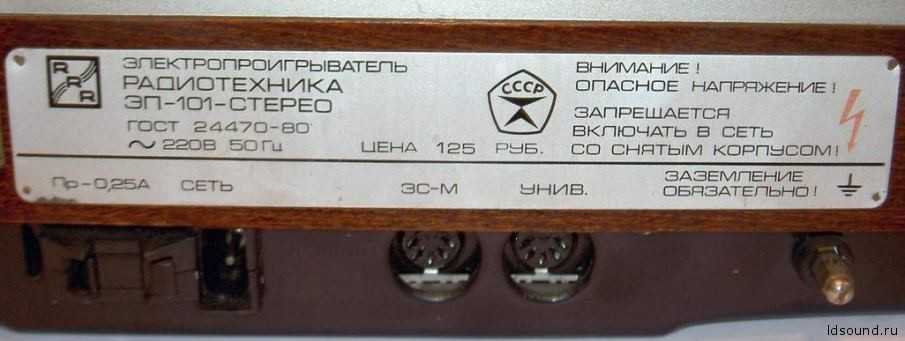 RRR
ЭЛЕКТРОПРОИГРЫВАТЕЛЬ
РАДИОТЕХНИКА
ЭП-101-СТЕРЕО
ГОСТ 24470-80
~ 220В 50Гц
ЦЕНА 125 РУБ.
СССР
ВНИМАНИЕ!
ОПАСНОЕ НАПРЯЖЕНИЕ!
ЗАПРЕЩАЕТСЯ
ВКЛЮЧАТЬ В СЕТЬ
СО СНЯТЫМ КОРПУСОМ!
Пр-0,25А СЕТЬ ЗС-М УНИВ.
ЗАЗЕМЛЕНИЕ
ОБЯЗАТЕЛЬНО!
ldsound.ru